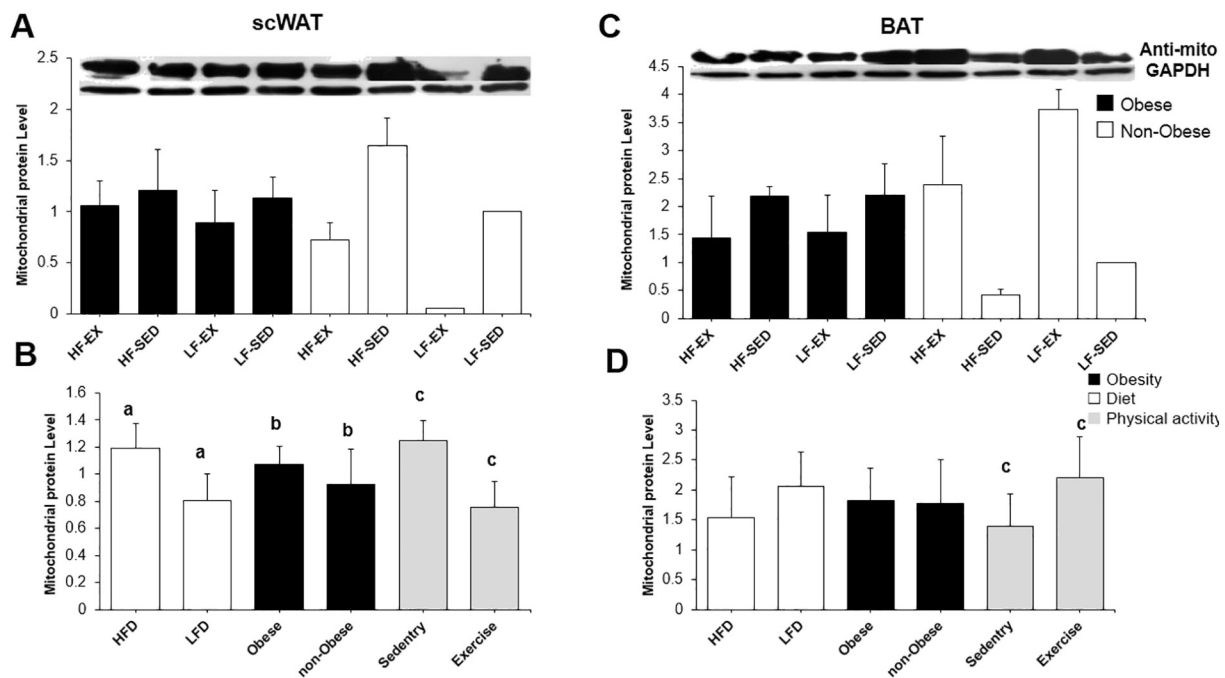 A
scWAT
Mitochondrial protein Level
2.5
2
1.5
1
0.5
0
HF-EX
HF-SED
LF-EX
LF-SED
HF-EX
HF-SED
LF-EX
LF-SED
C
BAT
Anti-mito
GAPDH
Obese
Non-Obese
Mitochondrial protein Level
4.5
4
3.5
3
2.5
2
1.5
1
0.5
0
HF-EX
HF-SED
LF-EX
LF-SED
HF-EX
HF-SED
LF-EX
LF-SED
B
Mitochondrial protein Level
1.6
1.4
1.2
1
0.8
0.6
0.4
0.2
0
a
a
b
b
c
c
HFD
LFD
Obese
non-Obese
Sedentry
Exercise
D
Obesity
Diet
Physical activity
Mitochondrial protein Level
3.5
3
2.5
2
1.5
1
0.5
0
c
c
HFD
LFD
Obese
non-Obese
Sedentry
Exercise